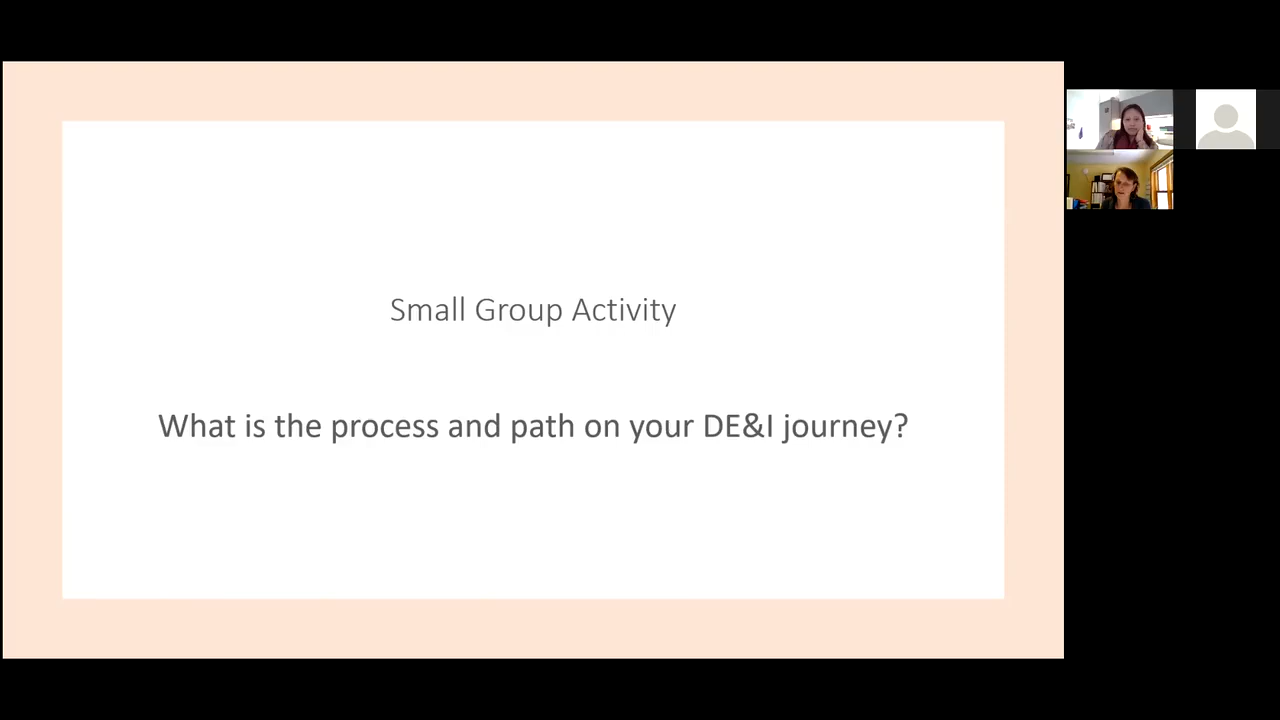 Small Group Activity
What is the process and path on your DE&I journey?